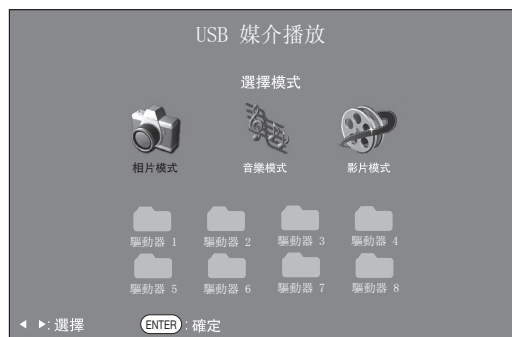 USB 媒介播放
選擇模式
相片模式 音樂模式 影片模式
驅動器 1 驅動器 2 驅動器 3 驅動器 4
驅動器 5 驅動器 6 驅動器 7 驅動器 8
◀ ▶: 選擇 ENTER : 確定